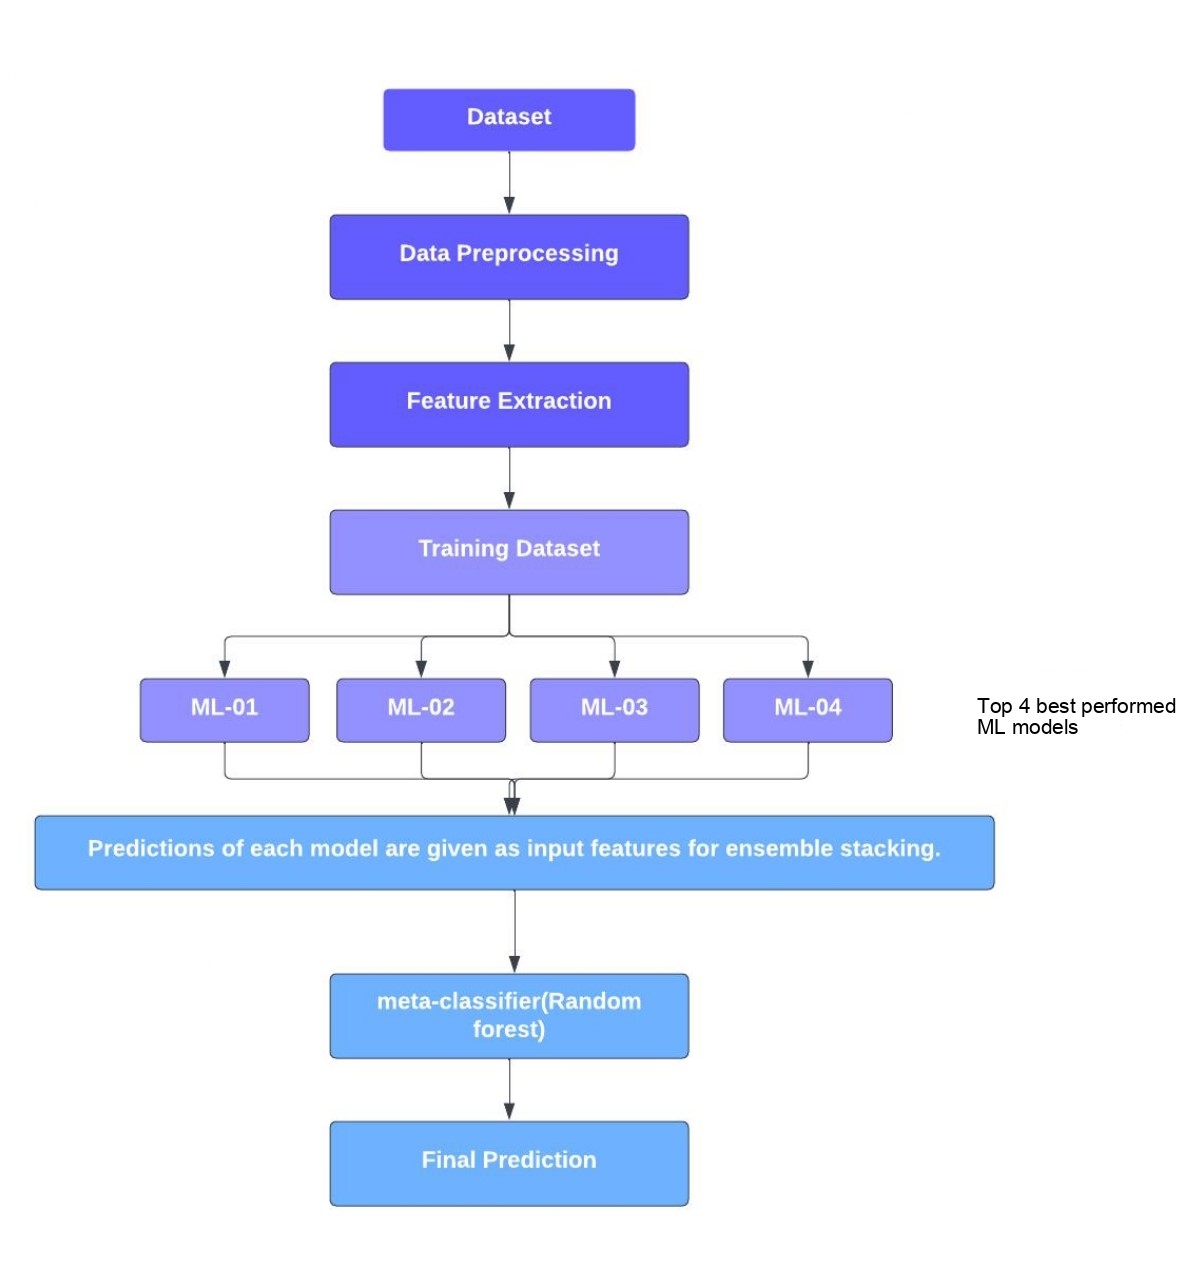 Dataset
Data Preprocessing
Feature Extraction
Training Dataset
ML-01
ML-02
ML-03
ML-04
Top 4 best performed
ML models
Predictions of each model are given as input features for ensemble stacking.
meta-classifier(Random
forest)
Final Prediction